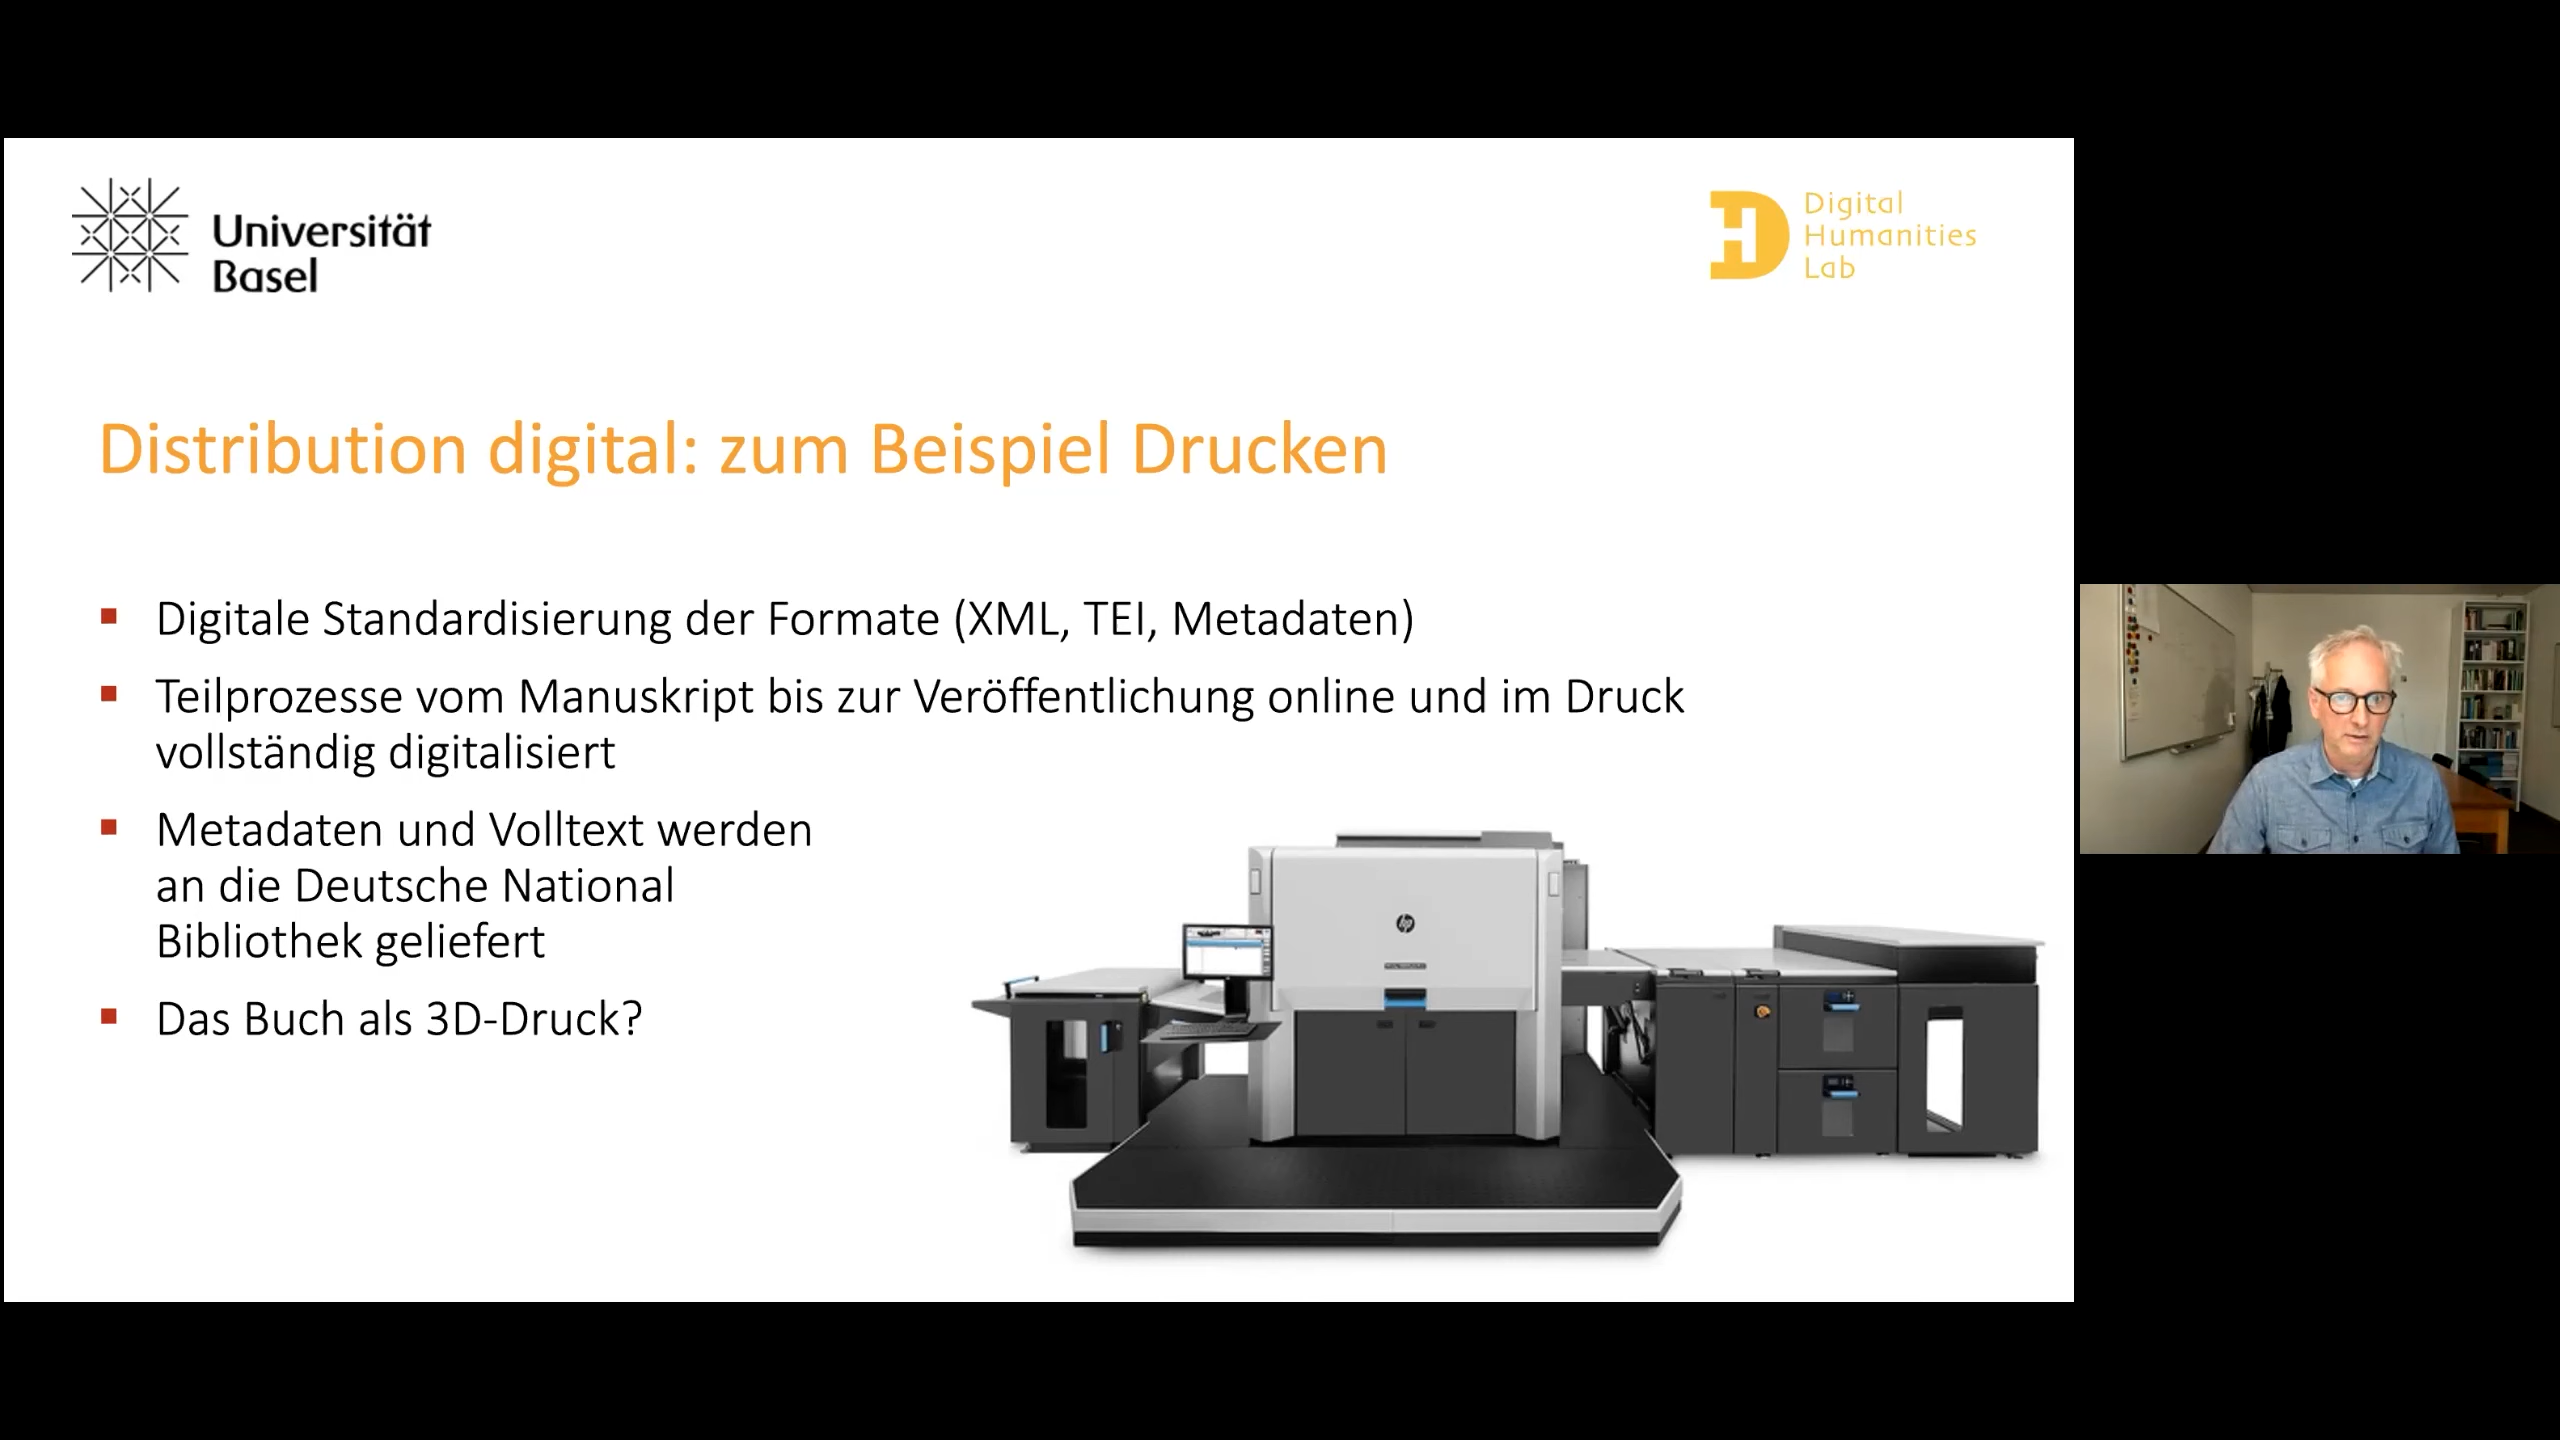 Universität
Basel
Digital
Humanities
Lab
Distribution digital: zum Beispiel Drucken
Digitale Standardisierung der Formate (XML, TEI, Metadaten)
Teilprozesse vom Manuskript bis zur Veröffentlichung online und im Druck
vollständig digitalisiert
Metadaten und Volltext werden
an die Deutsche National
Bibliothek geliefert
Das Buch als 3D-Druck?
hp